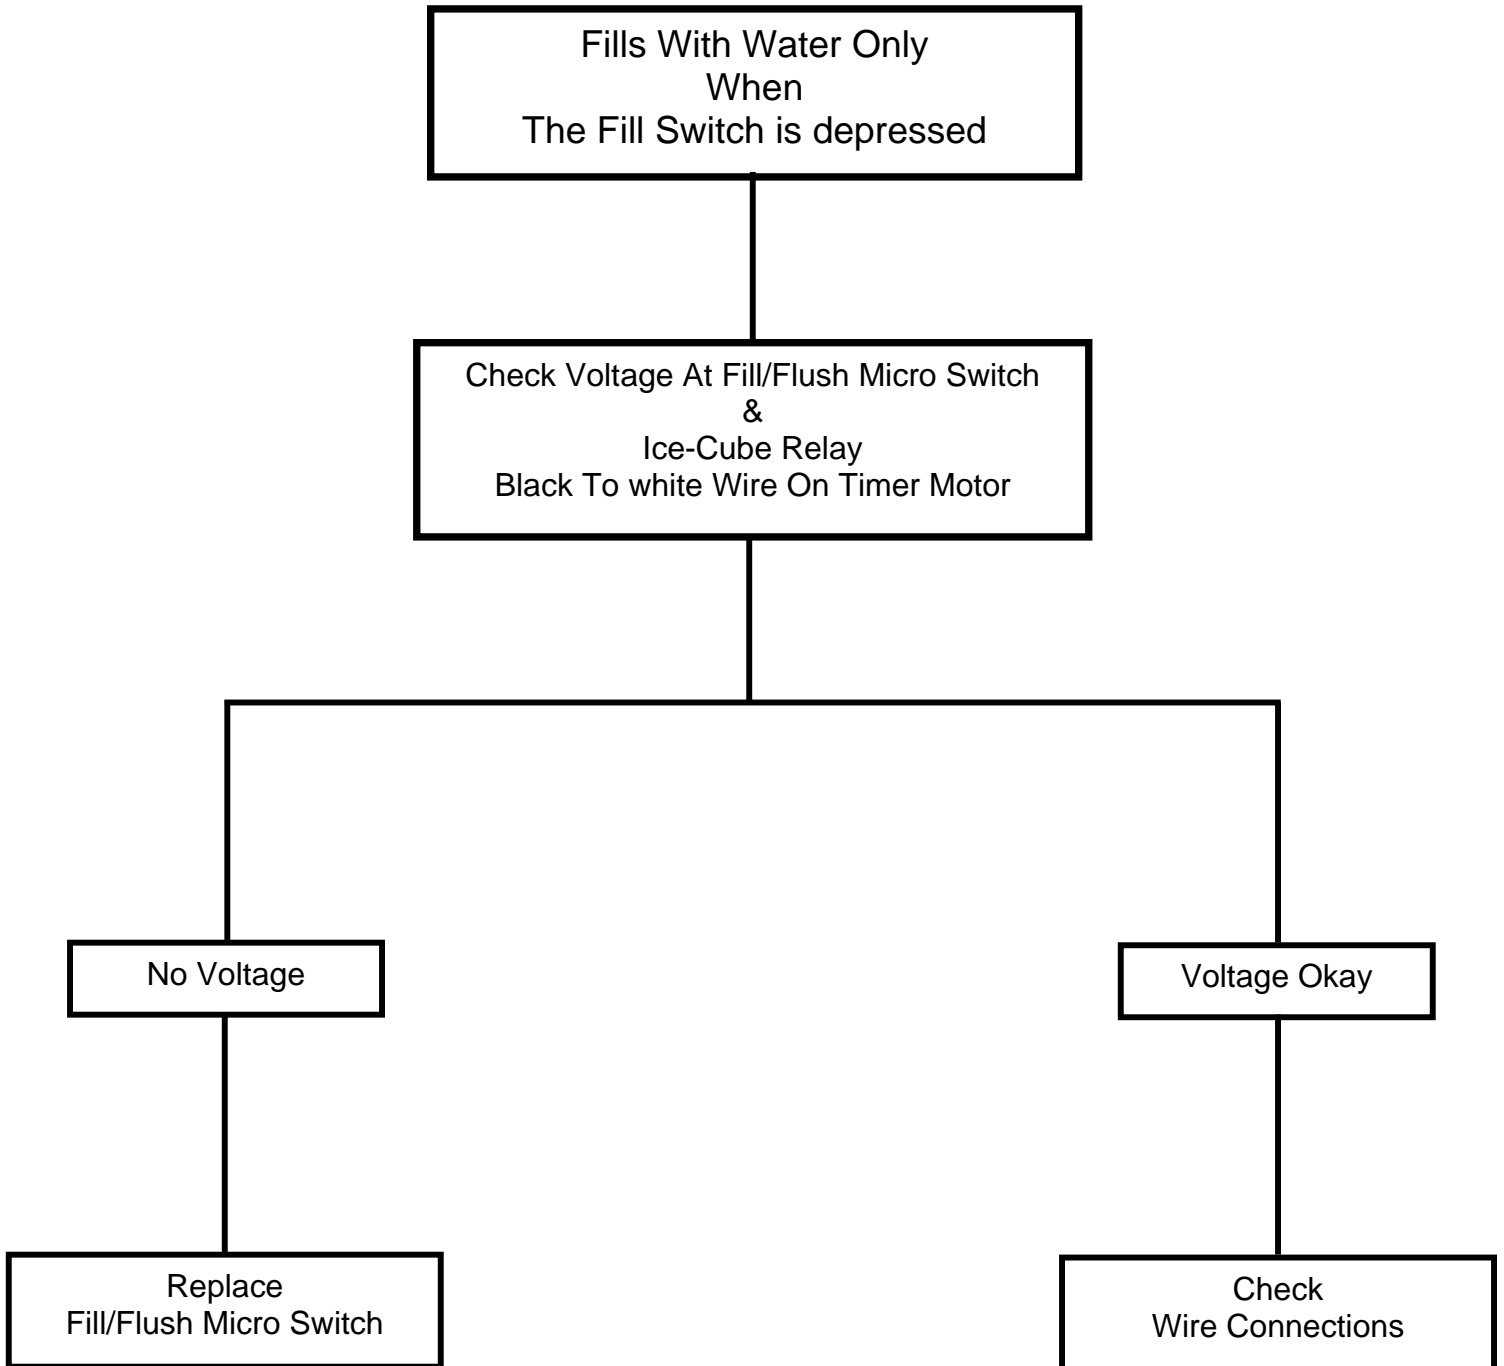 Fills With Water Only
When
The Fill Switch is depressed
Check Voltage At Fill/Flush Micro Switch
&
Ice-Cube Relay
Black To white Wire On Timer Motor
No Voltage
Voltage Okay
Replace
Fill/Flush Micro Switch
Check
Wire Connections